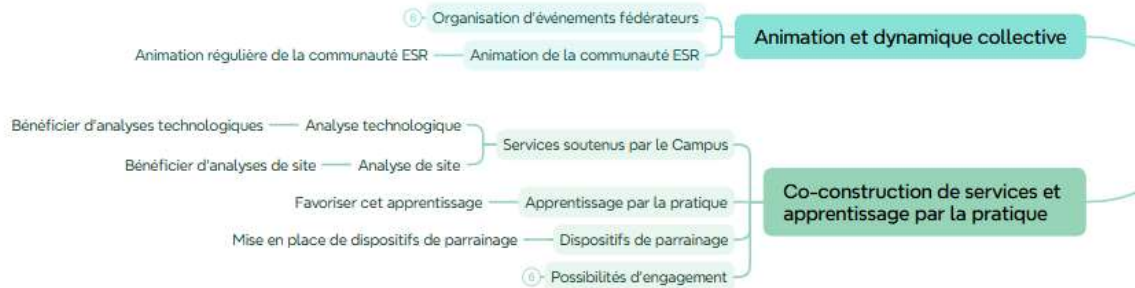 6 Organisation d'événements fédérateurs
Animation et dynamique collective
Animation régulière de la communauté ESR
Animation de la communauté ESR
Bénéficier d'analyses technologiques
Analyse technologique
Services soutenus par le Campus
Bénéficier d'analyses de site
Analyse de site
Co-construction de services et
apprentissage par la pratique
Favoriser cet apprentissage
Apprentissage par la pratique
Mise en place de dispositifs de parrainage
Dispositifs de parrainage
6 Possibilités d'engagement